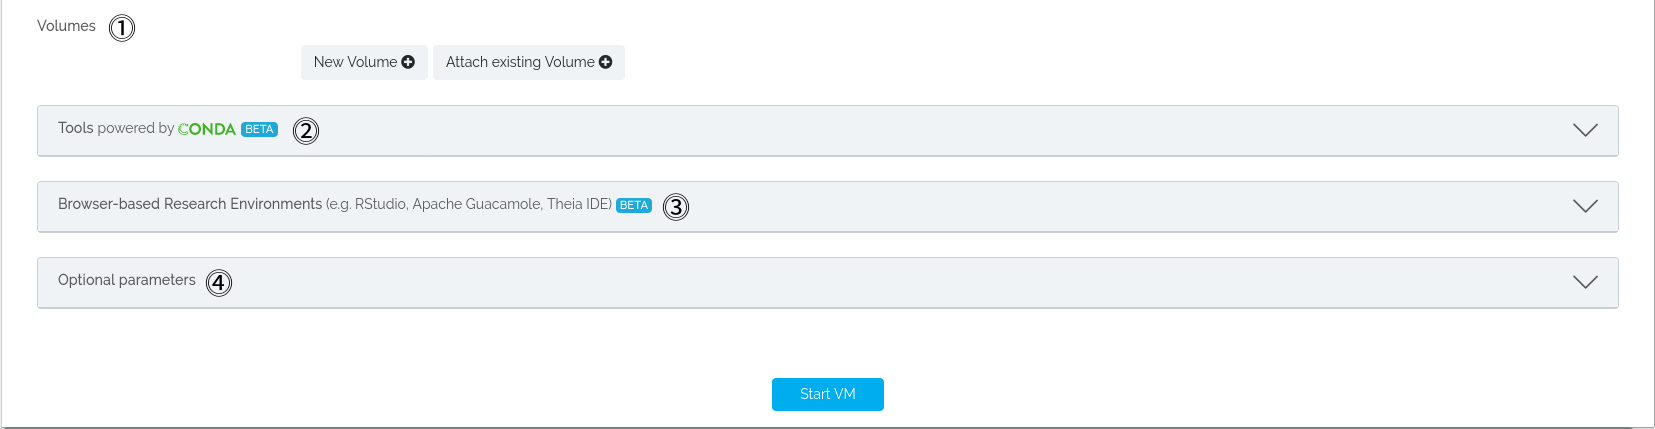 Volumes ①
New Volume Attach existing Volume
Tools powered by CONDA BETA ②
Browser-based Research Environments (e.g. RStudio, Apache Guacamole, Theia IDE) BETA ③
Optional parameters ④
Start VM